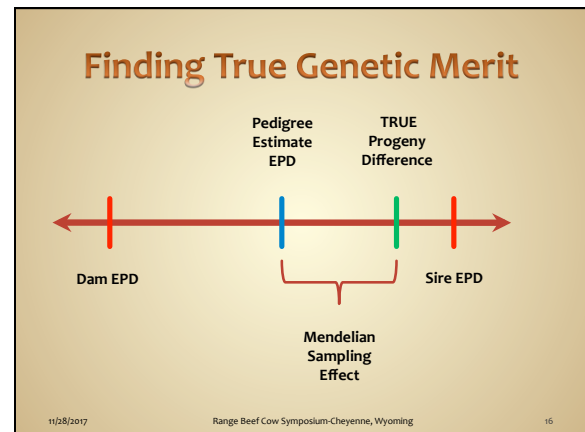 Finding True Genetic Merit
Pedigree
Estimate
EPD
TRUE
Progeny
Difference
Dam EPD
Sire EPD
Mendelian
Sampling
Effect
11/28/2017
Range Beef Cow Symposium-Cheyenne, Wyoming
16